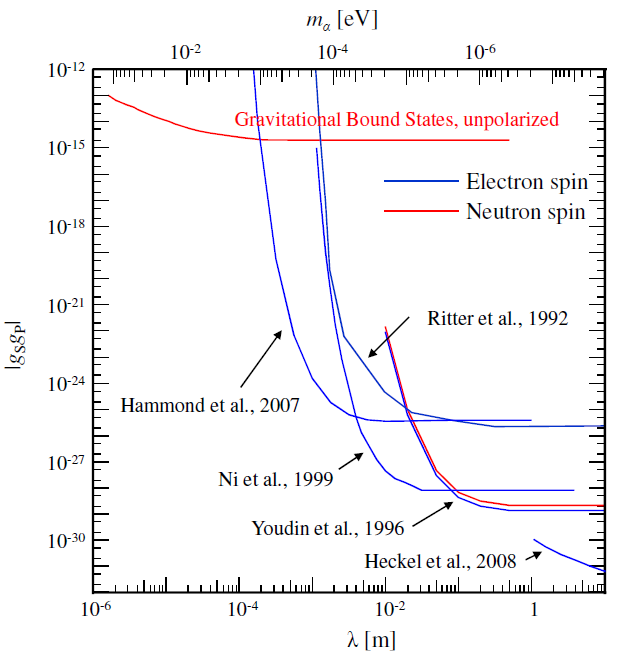 m_α [eV]
10⁻² 10⁻⁴ 10⁻⁶
10⁻¹²
Gravitational Bound States, unpolarized
10⁻¹⁵
Electron spin
Neutron spin
10⁻¹⁸
10⁻²¹
Ritter et al., 1992
|g_Sg_P|
10⁻²⁴
Hammond et al., 2007
10⁻²⁷
Ni et al., 1999
Youdin et al., 1996
10⁻³⁰
Heckel et al., 2008
10⁻⁶ 10⁻⁴ 10⁻² 1
λ [m]